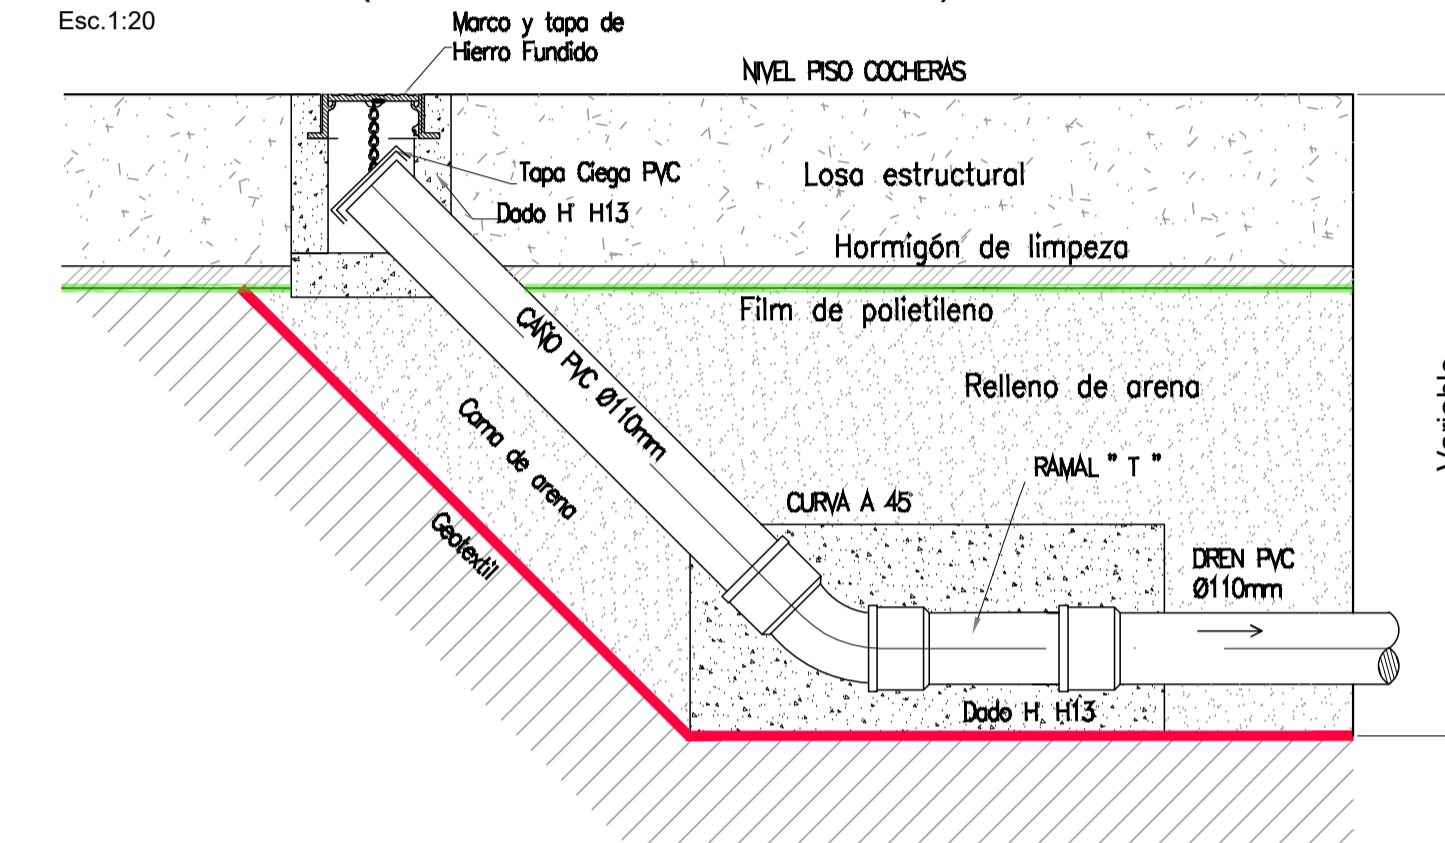 Esc.1:20
Marco y tapa de
Hierro Fundido
NIVEL PISO COCHERAS
Tapa Ciega PVC
Losa estructural
Dado H° H13
Hormigón de limpeza
Film de polietileno
CAÑO PVC Ø110mm
Relleno de arena
Cama de arena
RAMAL " T "
CURVA A 45°
Geotextil
DREN PVC
Ø110mm
Dado H. H13